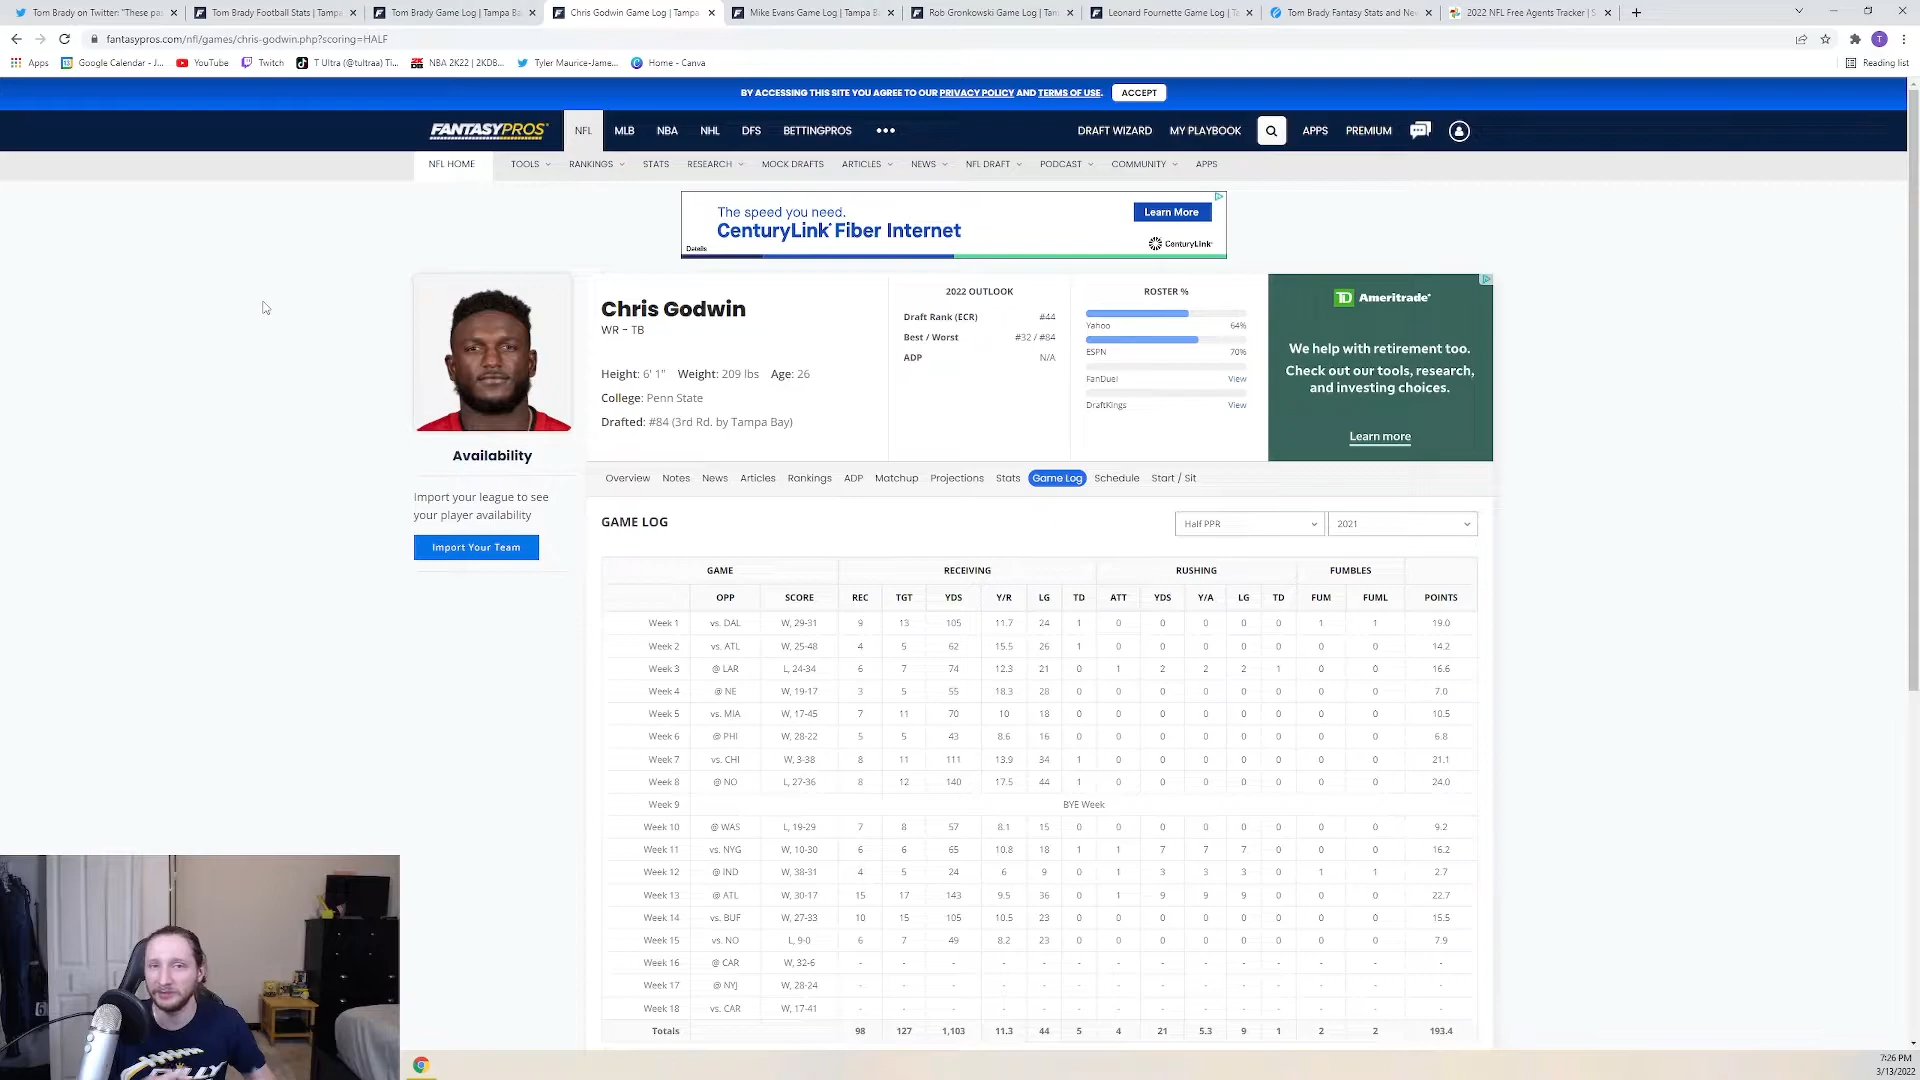 Tom Brady on Twitter: "These pa
Tom Brady Football Stats | Tampa
Tom Brady Game Log | Tampa Ba
Chris Godwin Game Log | Tampa
Mike Evans Game Log | Tampa B
Rob Gronkowski Game Log | Tam
Leonard Fournette Game Log | Ta
Tom Brady Fantasy Stats and Ne
2022 NFL Free Agents Tracker | S
fantasypros.com/nfl/games/chris-godwin.php?scoring=HALF
T
Apps Google Calendar - J... YouTube Twitch T Ultra (@tultraa) Ti... NBA 2K22 | 2KDB... Tyler Maurice-Jame... Home - Canva Reading list
BY ACCESSING THIS SITE YOU AGREE TO OUR PRIVACY POLICY AND TERMS OF USE. ACCEPT
FANTASYPROS NFL MLB NBA NHL DFS BETTINGPROS ••• DRAFT WIZARD MY PLAYBOOK APPS PREMIUM
NFL HOME TOOLS RANKINGS STATS RESEARCH MOCK DRAFTS ARTICLES NEWS NFL DRAFT PODCAST COMMUNITY APPS
The speed you need.
CenturyLink Fiber Internet
Learn More
Details
CenturyLink
Chris Godwin
WR - TB
Height: 6' 1" Weight: 209 lbs Age: 26
College: Penn State
Drafted: #84 (3rd Rd. by Tampa Bay)
2022 OUTLOOK
Draft Rank (ECR) #44
Best / Worst #32 / #84
ADP N/A
ROSTER %
Yahoo 64%
ESPN 70%
FanDuel View
DraftKings View
TD Ameritrade
We help with retirement too.
Check out our tools, research,
and investing choices.
Learn more
Availability
Import your league to see
your player availability
Import Your Team
Overview Notes News Articles Rankings ADP Matchup Projections Stats Game Log Schedule Start / Sit
GAME LOG Half PPR 2021
GAME RECEIVING RUSHING FUMBLES
OPP SCORE REC TGT YDS Y/R LG TD ATT YDS Y/A LG TD FUM FUML POINTS
Week 1 vs. DAL W, 29-31 9 13 105 11.7 24 1 0 0 0 0 0 1 1 19.0
Week 2 vs. ATL W, 25-48 4 5 62 15.5 26 1 0 0 0 0 0 0 0 14.2
Week 3 @ LAR L, 24-34 6 7 74 12.3 21 0 1 2 2 2 1 0 0 16.6
Week 4 @ NE W, 19-17 3 5 55 18.3 28 0 0 0 0 0 0 0 0 7.0
Week 5 vs. MIA W, 17-45 7 11 70 10 18 0 0 0 0 0 0 0 0 10.5
Week 6 @ PHI W, 28-22 5 5 43 8.6 16 0 0 0 0 0 0 0 0 6.8
Week 7 vs. CHI W, 3-38 8 11 111 13.9 34 1 0 0 0 0 0 0 0 21.1
Week 8 @ NO L, 27-36 8 12 140 17.5 44 1 0 0 0 0 0 0 0 24.0
Week 9 BYE Week
Week 10 @ WAS L, 19-29 7 8 57 8.1 15 0 0 0 0 0 0 0 0 9.2
Week 11 vs. NYG W, 10-30 6 6 65 10.8 18 1 1 7 7 7 0 0 0 16.2
Week 12 @ IND W, 38-31 4 5 24 6 9 0 1 3 3 3 0 1 1 2.7
Week 13 @ ATL W, 30-17 15 17 143 9.5 36 0 1 9 9 9 0 0 0 22.7
Week 14 vs. BUF W, 27-33 10 15 105 10.5 23 0 0 0 0 0 0 0 0 15.5
Week 15 vs. NO L, 9-0 6 7 49 8.2 23 0 0 0 0 0 0 0 0 7.9
Week 16 @ CAR W, 32-6 - - - - - - - - - - - - - -
Week 17 @ NYJ W, 28-24 - - - - - - - - - - - - - -
Week 18 vs. CAR W, 17-41 - - - - - - - - - - - - - -
Totals 98 127 1,103 11.3 44 5 4 21 5.3 9 1 2 2 193.4
7:26 PM
3/13/2022